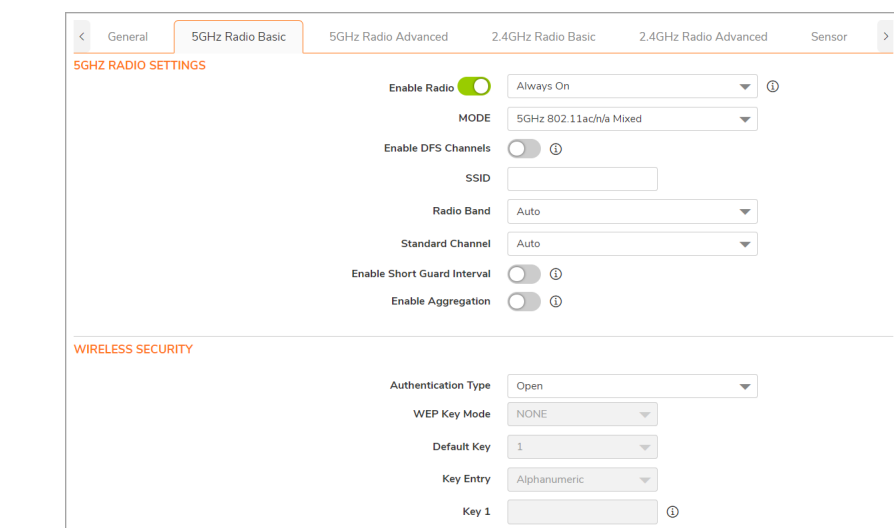 General 5GHz Radio Basic 5GHz Radio Advanced 2.4GHz Radio Basic 2.4GHz Radio Advanced Sensor
5GHZ RADIO SETTINGS
Enable Radio Always On
MODE 5GHz 802.11ac/n/a Mixed
Enable DFS Channels
SSID
Radio Band Auto
Standard Channel Auto
Enable Short Guard Interval
Enable Aggregation
WIRELESS SECURITY
Authentication Type Open
WEP Key Mode NONE
Default Key 1
Key Entry Alphanumeric
Key 1